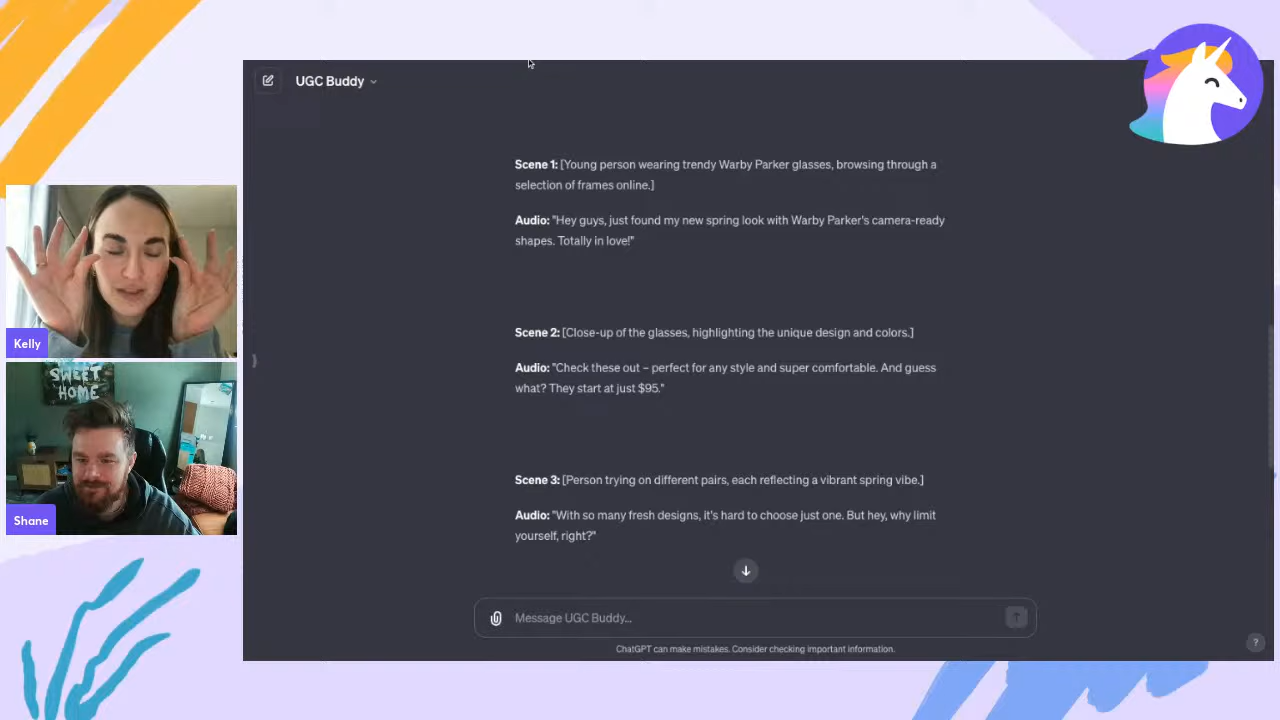 UGC Buddy
Scene 1: [Young person wearing trendy Warby Parker glasses, browsing through a
selection of frames online.]
Audio: "Hey guys, just found my new spring look with Warby Parker's camera-ready
shapes. Totally in love!"
Scene 2: [Close-up of the glasses, highlighting the unique design and colors.]
Audio: "Check these out – perfect for any style and super comfortable. And guess
what? They start at just $95."
Scene 3: [Person trying on different pairs, each reflecting a vibrant spring vibe.]
Audio: "With so many fresh designs, it's hard to choose just one. But hey, why limit
yourself, right?"
Message UGC Buddy...
ChatGPT can make mistakes. Consider checking important information.
?
Kelly
SWEET
HOME
Shane